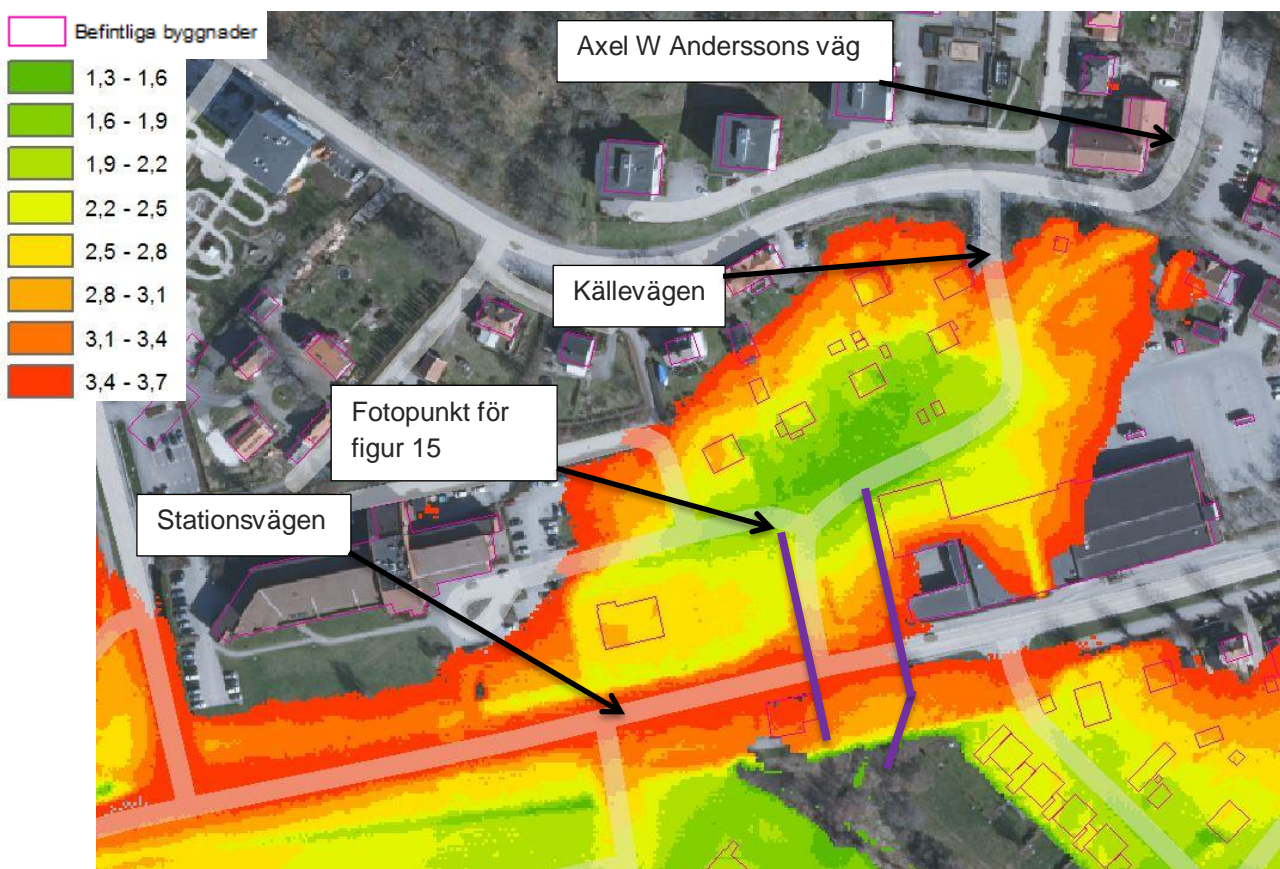 Befintliga byggnader
1,3 - 1,6
1,6 - 1,9
1,9 - 2,2
2,2 - 2,5
2,5 - 2,8
2,8 - 3,1
3,1 - 3,4
3,4 - 3,7
Axel W Anderssons väg
Källevägen
Fotopunkt för
figur 15
Stationsvägen